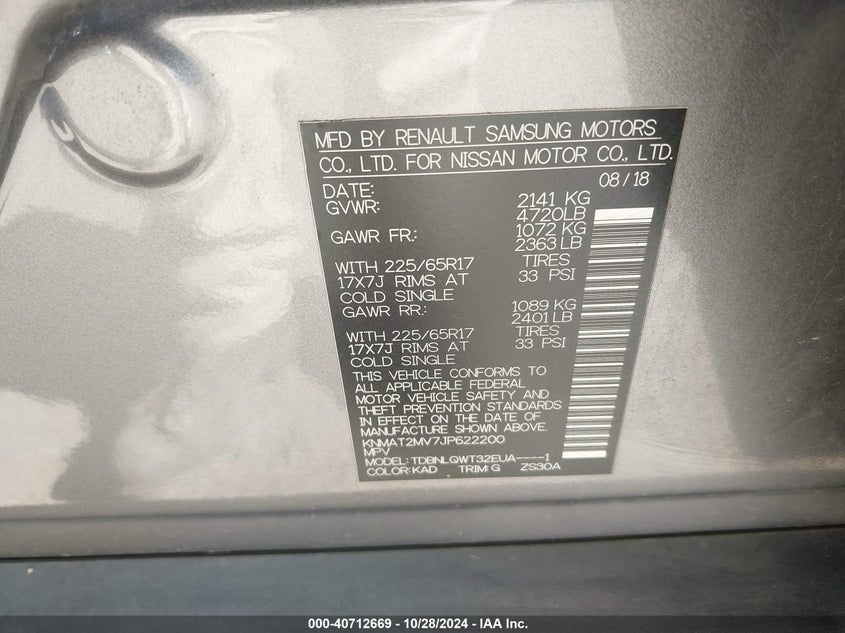 MFD BY RENAULT SAMSUNG MOTORS
CO., LTD. FOR NISSAN MOTOR CO., LTD.
DATE: 08/18
GVWR: 2141 KG
4720LB
GAWR FR.: 1072 KG
2363 LB
WITH 225/65R17 TIRES
17X7J RIMS AT 33 PSI
COLD SINGLE
GAWR RR.: 1089 KG
2401 LB
WITH 225/65R17 TIRES
17X7J RIMS AT 33 PSI
COLD SINGLE
THIS VEHICLE CONFORMS TO
ALL APPLICABLE FEDERAL
MOTOR VEHICLE SAFETY AND
THEFT PREVENTION STANDARDS
IN EFFECT ON THE DATE OF
MANUFACTURE SHOWN ABOVE.
KNMAT2MV7JP622200
MPV
MODEL: TDBNLQWT32EUA----1
COLOR:KAD TRIM:G ZS30A
000-40712669 - 10/28/2024 - IAA Inc.